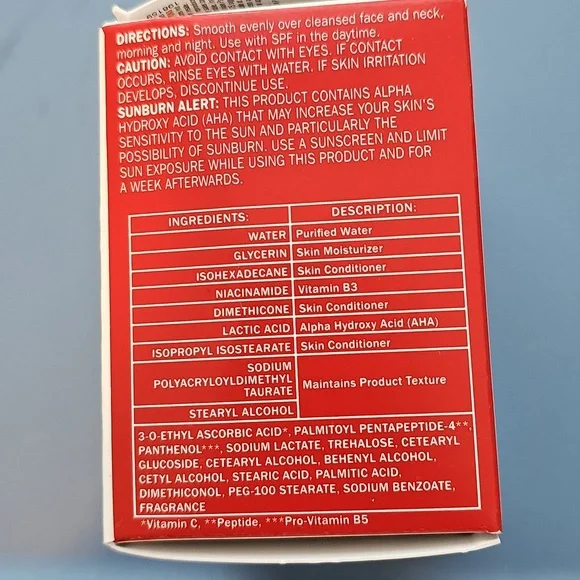 DIRECTIONS: Smooth evenly over cleansed face and neck,
morning and night. Use with SPF in the daytime.
CAUTION: AVOID CONTACT WITH EYES. IF CONTACT
OCCURS, RINSE EYES WITH WATER. IF SKIN IRRITATION
DEVELOPS, DISCONTINUE USE.
SUNBURN ALERT: THIS PRODUCT CONTAINS ALPHA
HYDROXY ACID (AHA) THAT MAY INCREASE YOUR SKIN'S
SENSITIVITY TO THE SUN AND PARTICULARLY THE
POSSIBILITY OF SUNBURN. USE A SUNSCREEN AND LIMIT
SUN EXPOSURE WHILE USING THIS PRODUCT AND FOR
A WEEK AFTERWARDS.
INGREDIENTS: DESCRIPTION:
WATER Purified Water
GLYCERIN Skin Moisturizer
ISOHEXADECANE Skin Conditioner
NIACINAMIDE Vitamin B3
DIMETHICONE Skin Conditioner
LACTIC ACID Alpha Hydroxy Acid (AHA)
ISOPROPYL ISOSTEARATE Skin Conditioner
SODIUM
POLYACRYLOYLDIMETHYL
TAURATE
Maintains Product Texture
STEARYL ALCOHOL
3-O-ETHYL ASCORBIC ACID*, PALMITOYL PENTAPEPTIDE-4**,
PANTHENOL***, SODIUM LACTATE, TREHALOSE, CETEARYL
GLUCOSIDE, CETEARYL ALCOHOL, BEHENYL ALCOHOL,
CETYL ALCOHOL, STEARIC ACID, PALMITIC ACID,
DIMETHICONOL, PEG-100 STEARATE, SODIUM BENZOATE,
FRAGRANCE
*Vitamin C, **Peptide, ***Pro-Vitamin B5